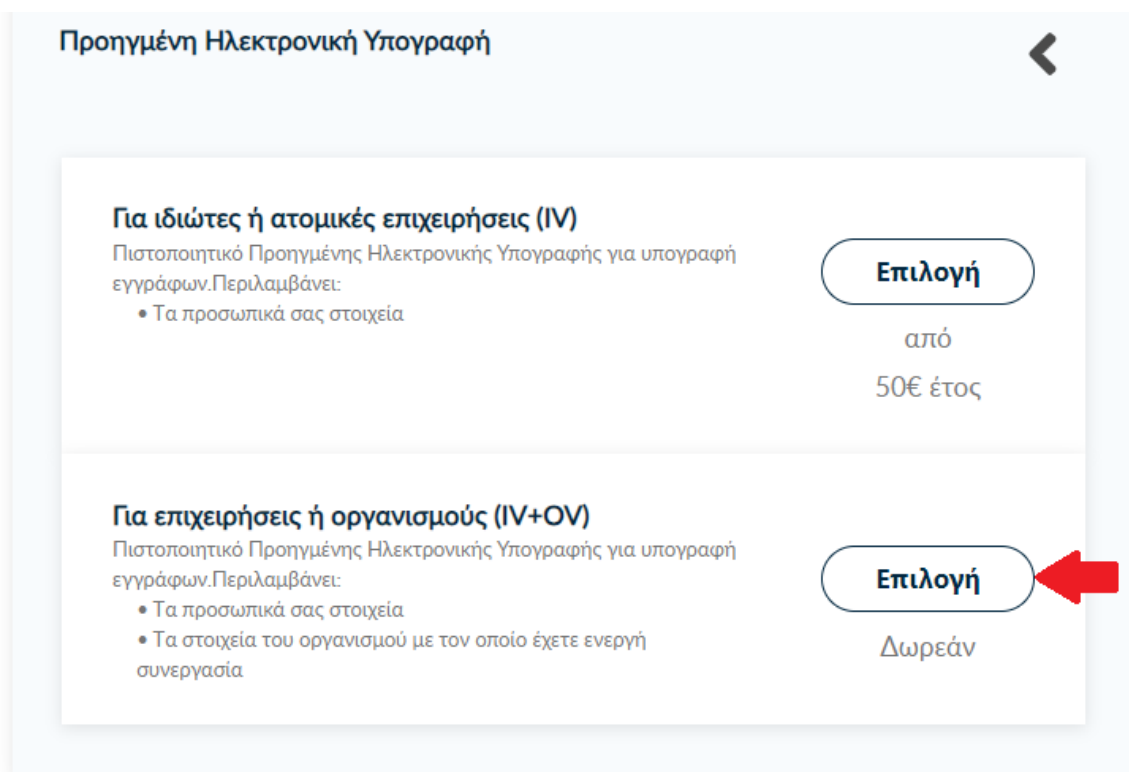 Προηγμένη Ηλεκτρονική Υπογραφή
Για ιδιώτες ή ατομικές επιχειρήσεις (IV)
Πιστοποιητικό Προηγμένης Ηλεκτρονικής Υπογραφής για υπογραφή
εγγράφων.Περιλαμβάνει:
• Τα προσωπικά σας στοιχεία
Επιλογή
από
50€ έτος
Για επιχειρήσεις ή οργανισμούς (IV+OV)
Πιστοποιητικό Προηγμένης Ηλεκτρονικής Υπογραφής για υπογραφή
εγγράφων.Περιλαμβάνει:
• Τα προσωπικά σας στοιχεία
• Τα στοιχεία του οργανισμού με τον οποίο έχετε ενεργή
συνεργασία
Επιλογή
Δωρεάν